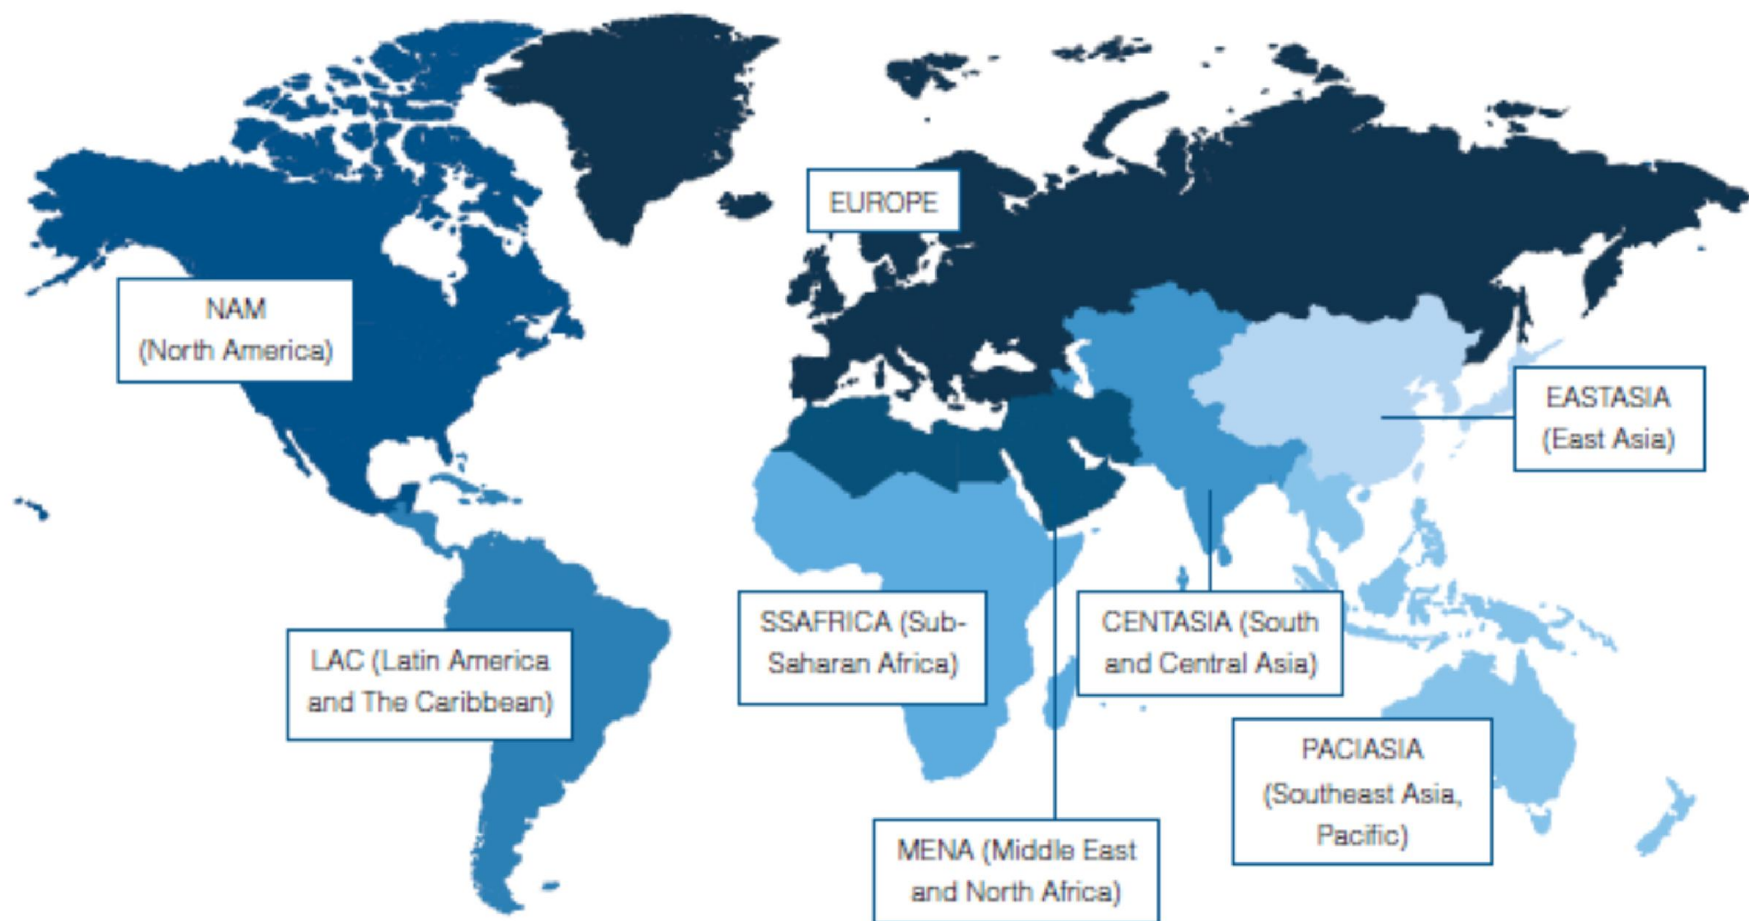 EUROPE
NAM
(North America)
EASTASIA
(East Asia)
SSAFRICA (Sub-
Saharan Africa)
CENTASIA (South
and Central Asia)
LAC (Latin America
and The Caribbean)
PACIASIA
(Southeast Asia,
Pacific)
MENA (Middle East
and North Africa)